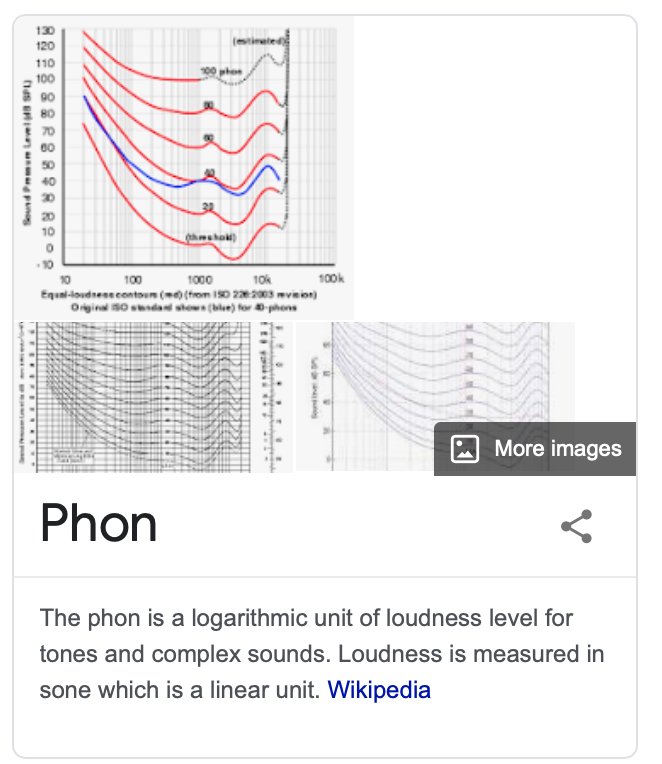 130
120
110
100
90
80
70
60
50
40
30
20
10
0
-10
Sound Pressure Level (dB SPL)
(estimated)
100 phon
80
60
40
20
(threshold)
10 100 1000 10k 100k
Equal-loudness contours (red) (from ISO 226:2003 revision)
Original ISO standard shown (blue) for 40-phons
More images
Phon
The phon is a logarithmic unit of loudness level for
tones and complex sounds. Loudness is measured in
sone which is a linear unit. Wikipedia